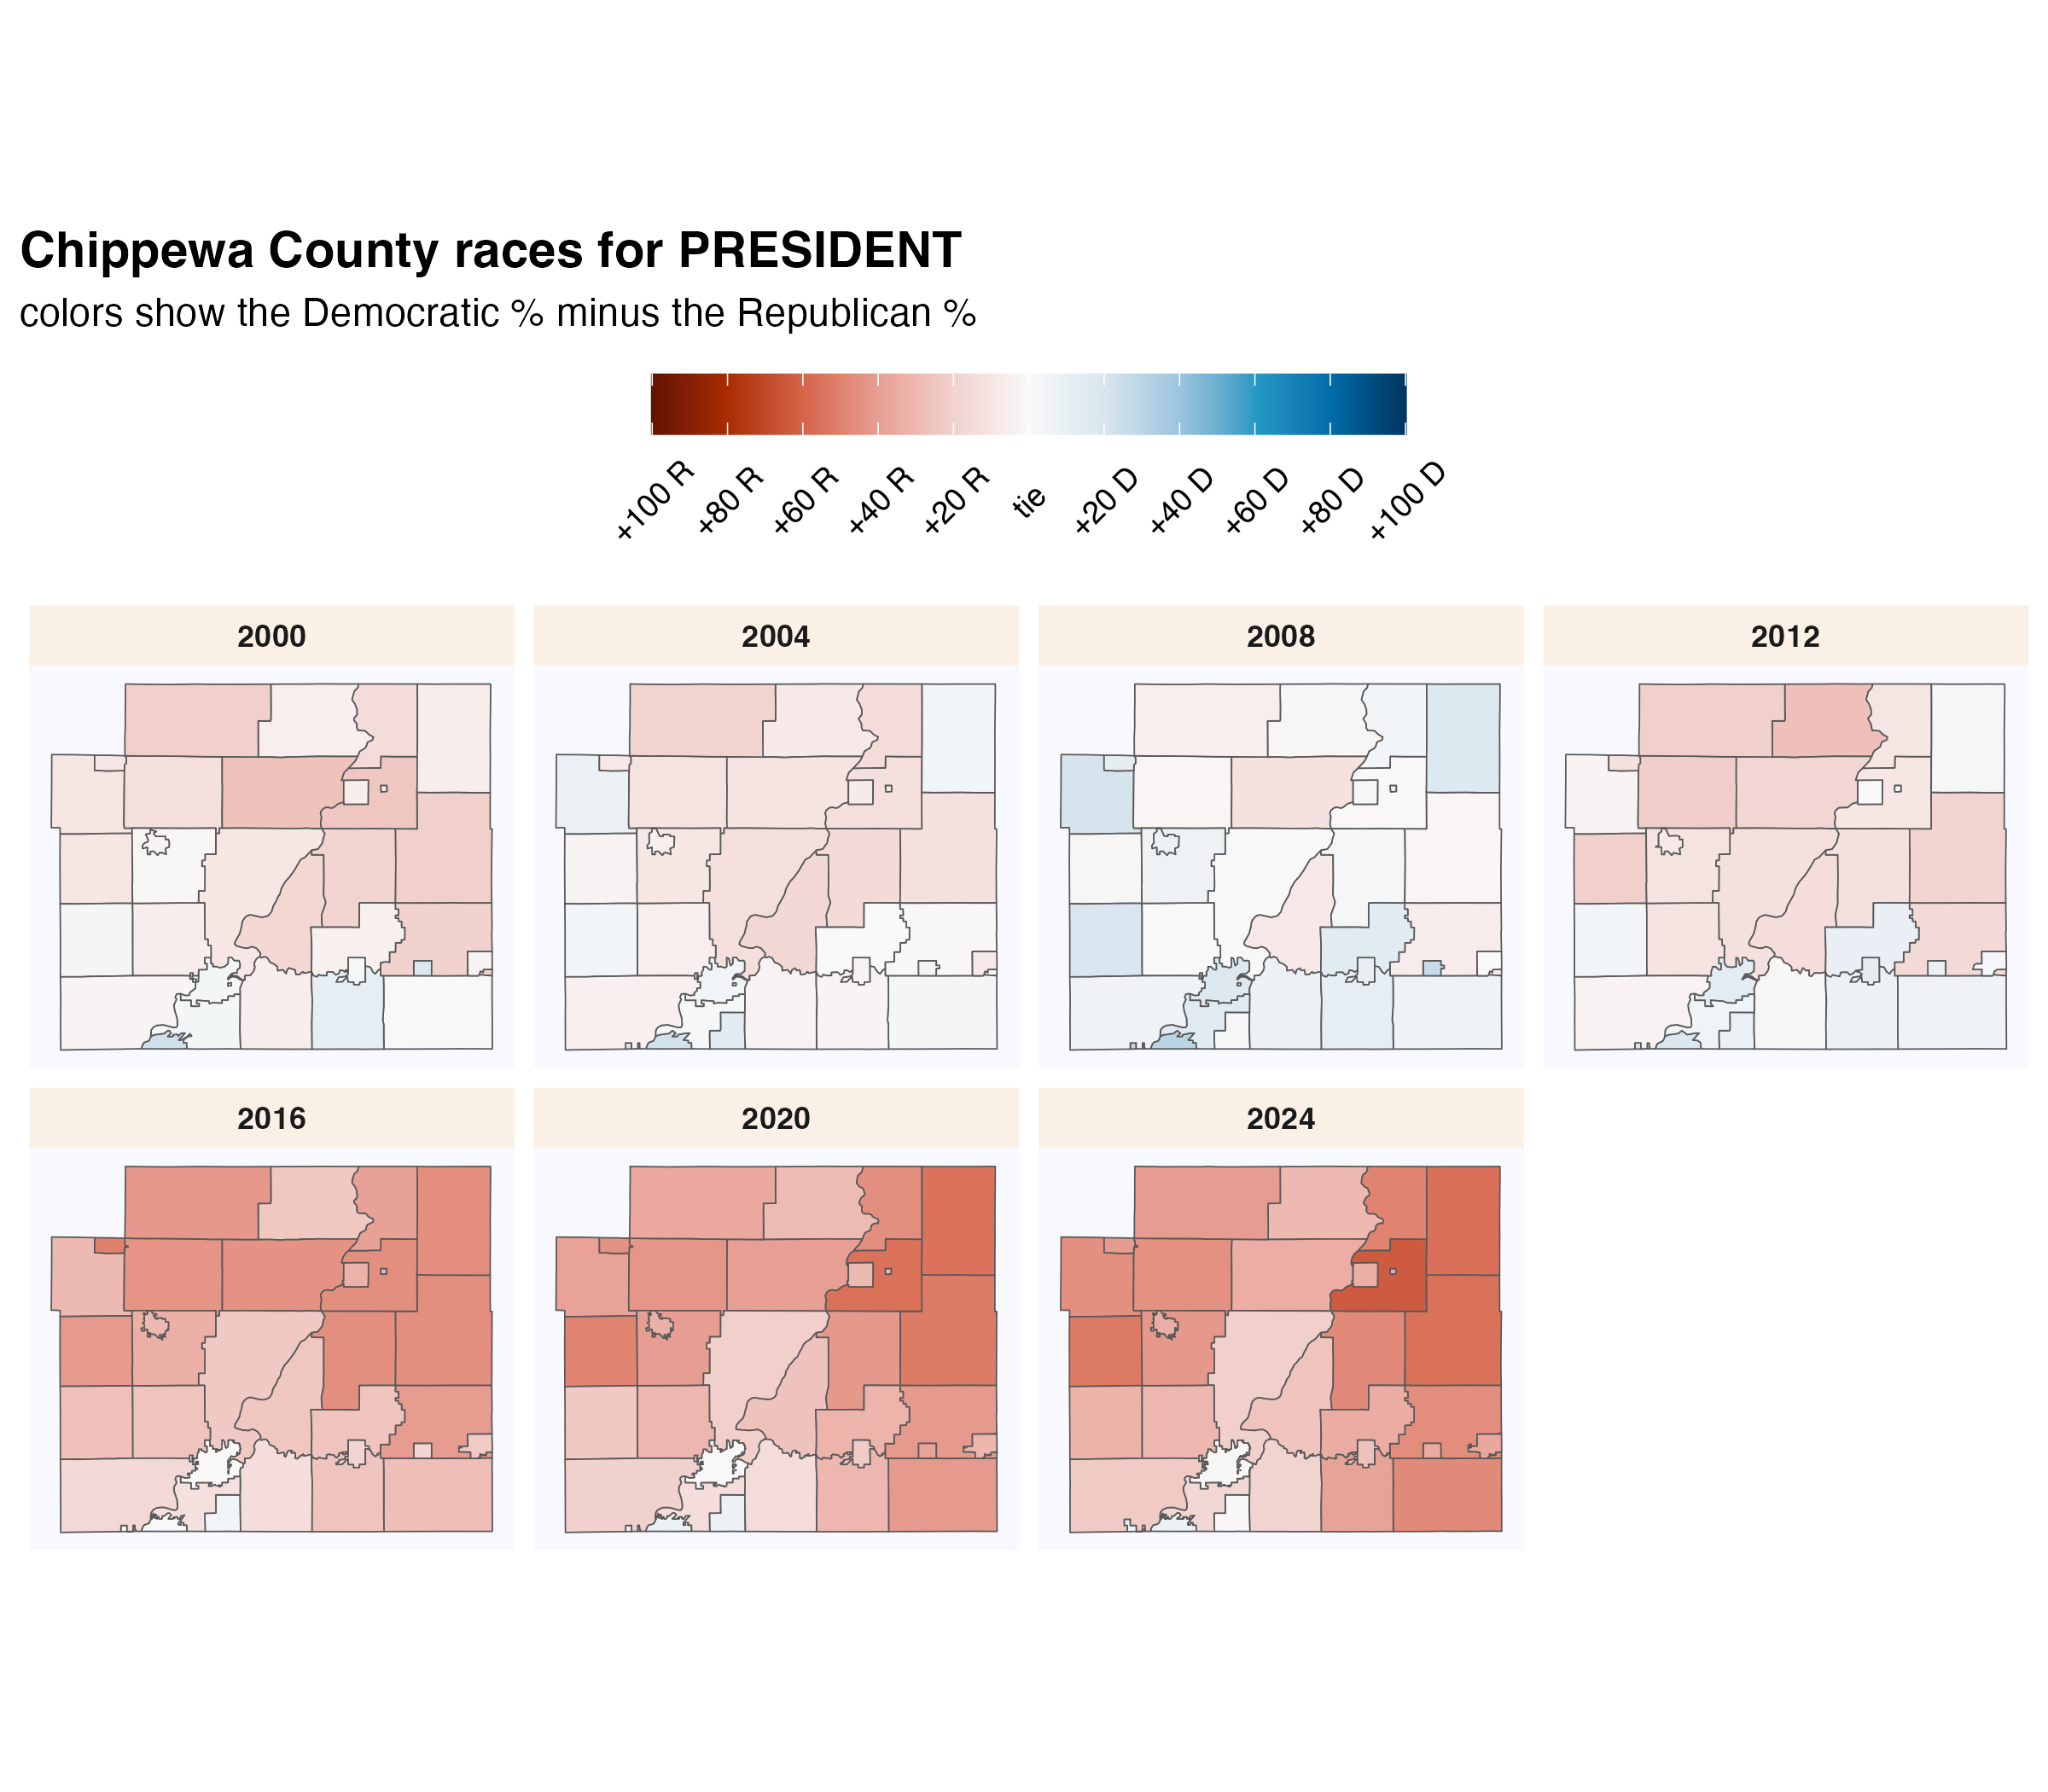 Chippewa County races for PRESIDENT
colors show the Democratic % minus the Republican %
+100 R +80 R +60 R +40 R +20 R tie +20 D +40 D +60 D +80 D +100 D
2000 2004 2008 2012
2016 2020 2024